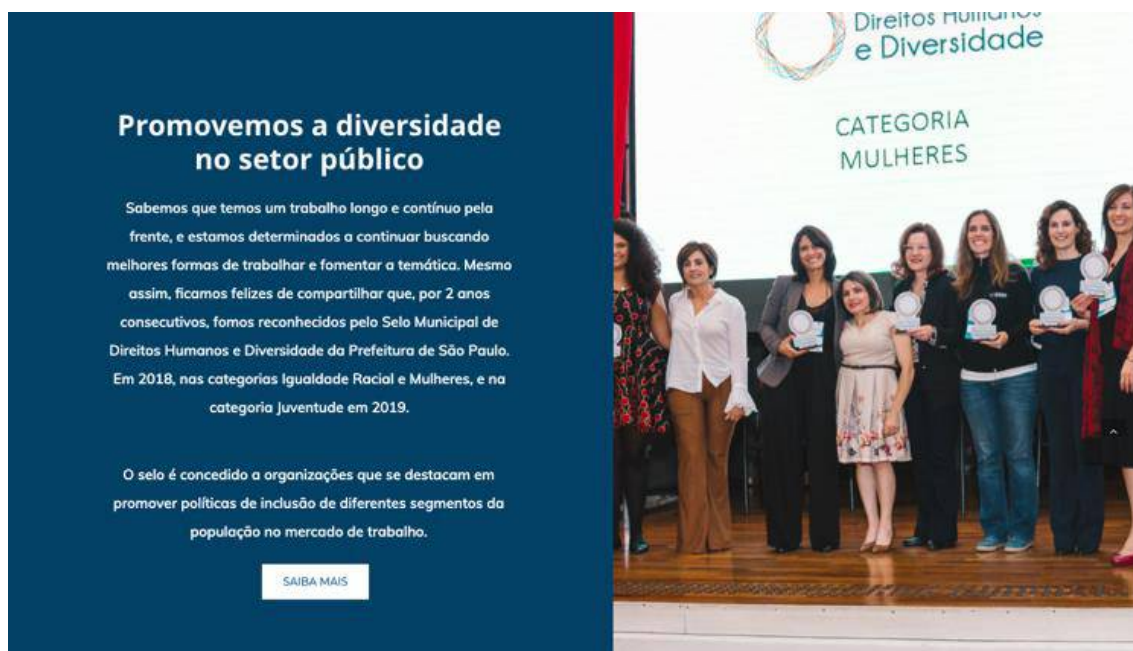 Promovemos a diversidade
no setor público
Sabemos que temos um trabalho longo e contínuo pela
frente, e estamos determinados a continuar buscando
melhores formas de trabalhar e fomentar a temática. Mesmo
assim, ficamos felizes de compartilhar que, por 2 anos
consecutivos, fomos reconhecidos pelo Selo Municipal de
Direitos Humanos e Diversidade da Prefeitura de São Paulo.
Em 2018, nas categorias Igualdade Racial e Mulheres, e na
categoria Juventude em 2019.
O selo é concedido a organizações que se destacam em
promover políticas de inclusão de diferentes segmentos da
população no mercado de trabalho.
SAIBA MAIS
Direitos Humanos
e Diversidade
CATEGORIA
MULHERES